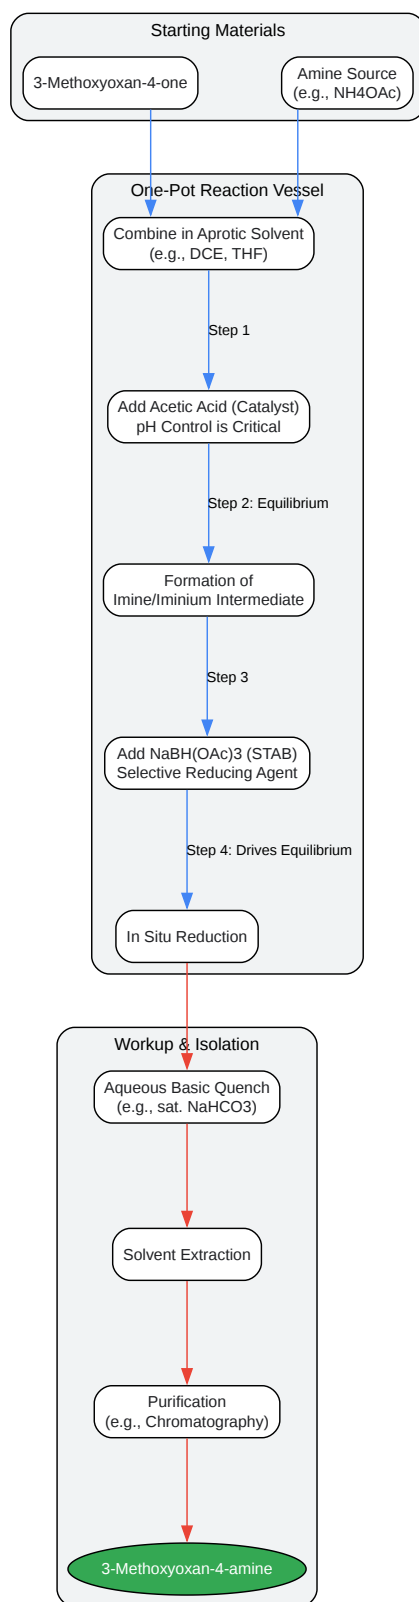 Starting Materials
3-Methoxyoxan-4-one
Amine Source
(e.g., NH4OAc)
One-Pot Reaction Vessel
Combine in Aprotic Solvent
(e.g., DCE, THF)
Step 1
Add Acetic Acid (Catalyst)
pH Control is Critical
Step 2: Equilibrium
Formation of
Imine/Iminium Intermediate
Step 3
Add NaBH(OAc)3 (STAB)
Selective Reducing Agent
Step 4: Drives Equilibrium
In Situ Reduction
Workup & Isolation
Aqueous Basic Quench
(e.g., sat. NaHCO3)
Solvent Extraction
Purification
(e.g., Chromatography)
3-Methoxyoxan-4-amine